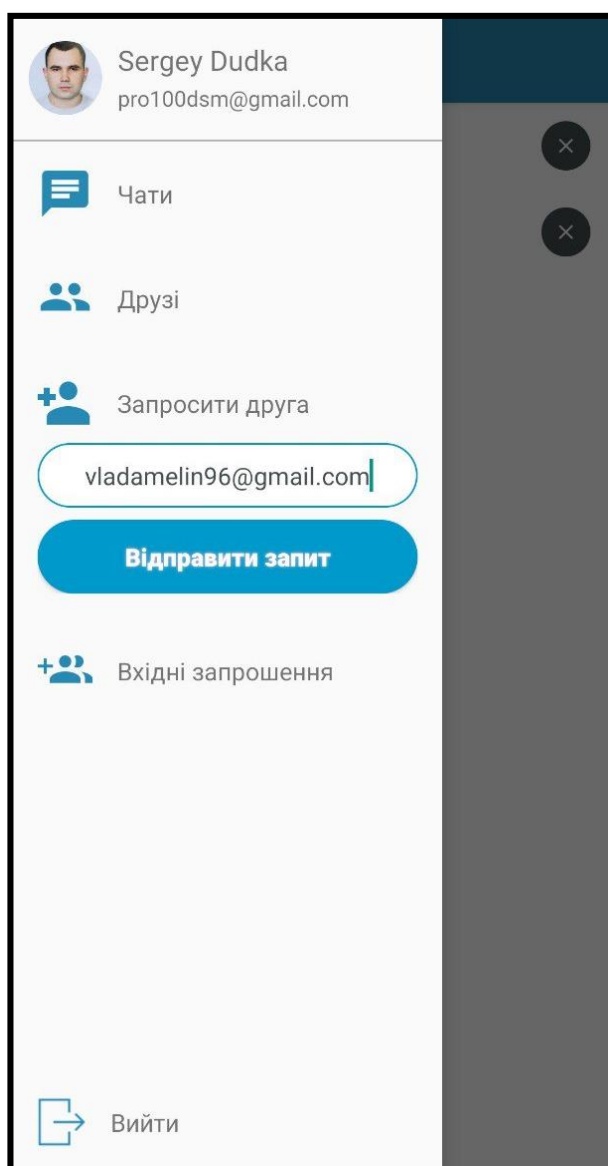 Sergey Dudka
pro100dsm@gmail.com
Чати
Друзі
Запросити друга
vladamelin96@gmail.com
Відправити запит
Вхідні запрошення
Вийти